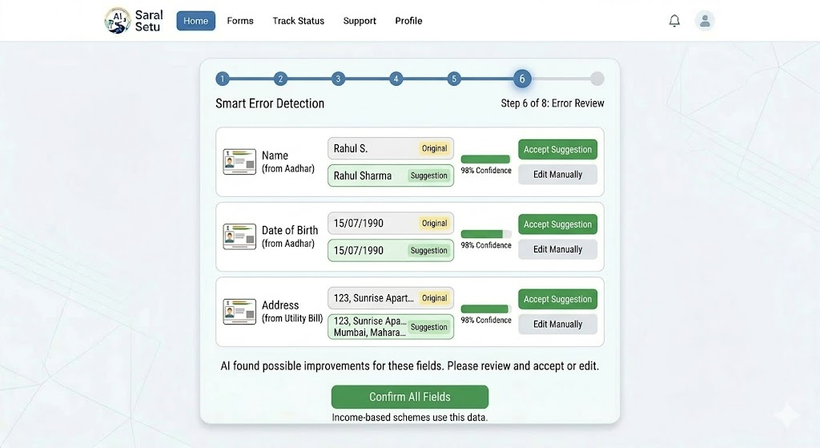 AI
Saral
Setu
Home
Forms
Track Status
Support
Profile
1
2
3
4
5
6
Smart Error Detection
Step 6 of 8: Error Review
Name
(from Aadhar)
Rahul S.
Original
Rahul Sharma
Suggestion
98% Confidence
Accept Suggestion
Edit Manually
Date of Birth
(from Aadhar)
15/07/1990
Original
15/07/1990
Suggestion
98% Confidence
Accept Suggestion
Edit Manually
Address
(from Utility Bill)
123, Sunrise Apart...
Original
123, Sunrise Apa...
Mumbai, Mahara...
Suggestion
98% Confidence
Accept Suggestion
Edit Manually
AI found possible improvements for these fields. Please review and accept or edit.
Confirm All Fields
Income-based schemes use this data.